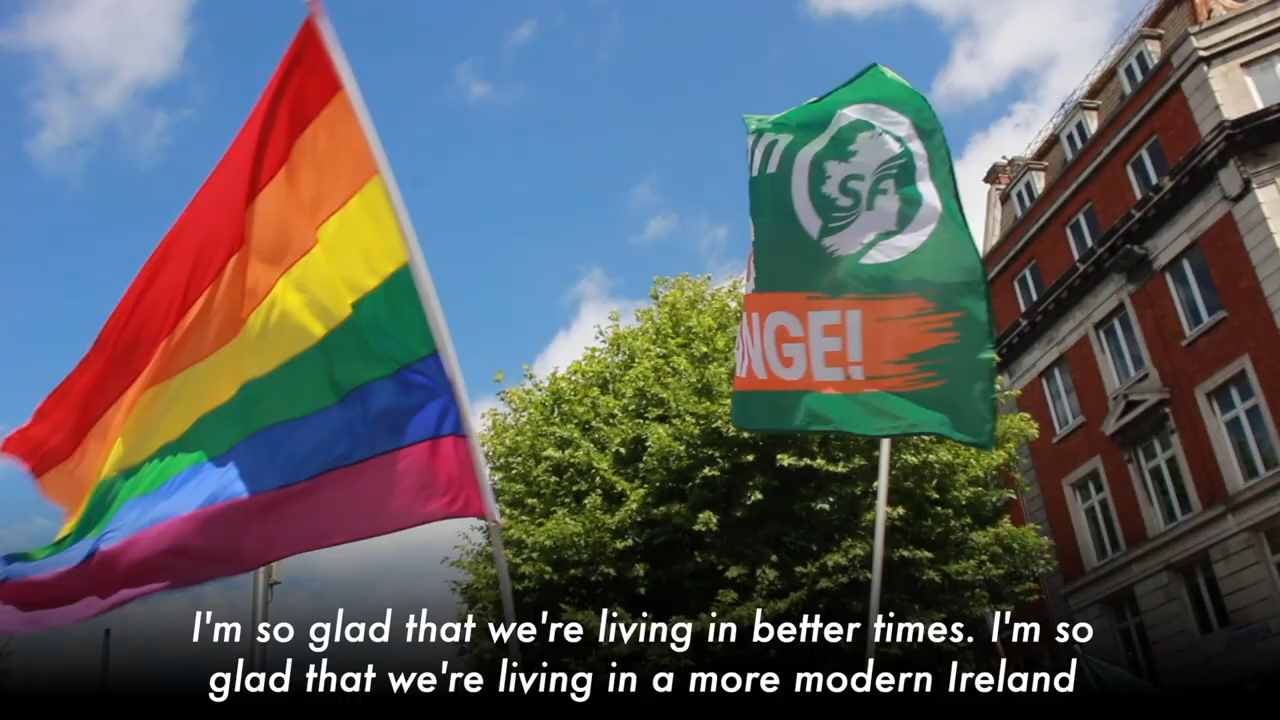 SF
NGE!
I'm so glad that we're living in better times. I'm so
glad that we're living in a more modern Ireland